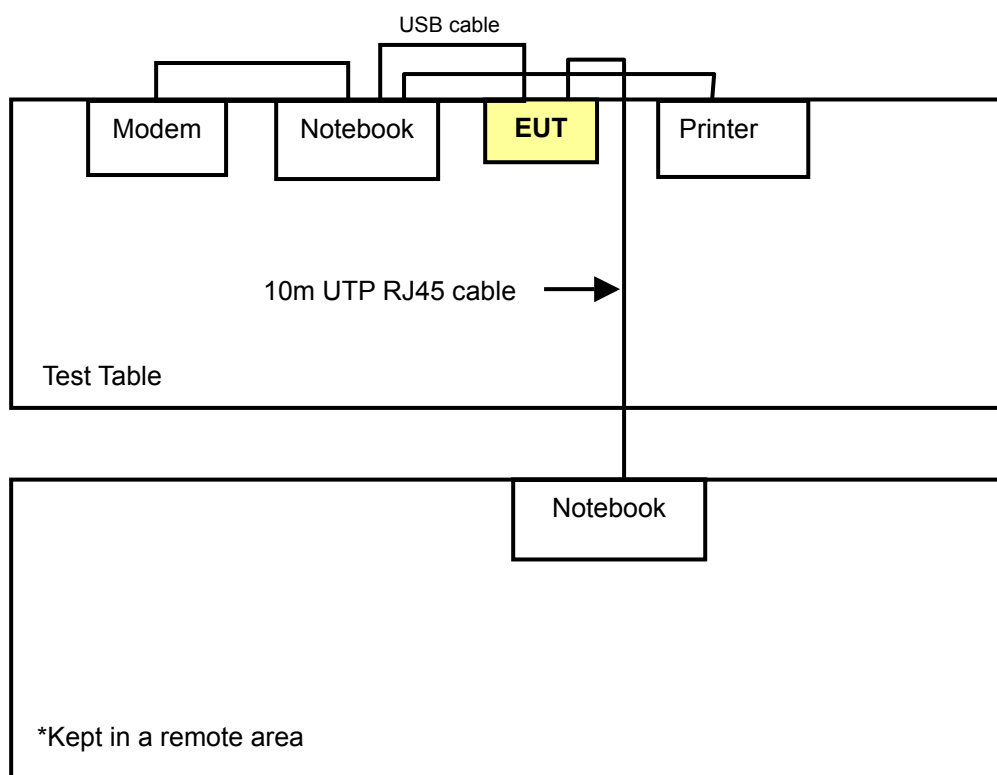 USB cable
Modem
Notebook
EUT
Printer
10m UTP RJ45 cable
Test Table
Notebook
*Kept in a remote area